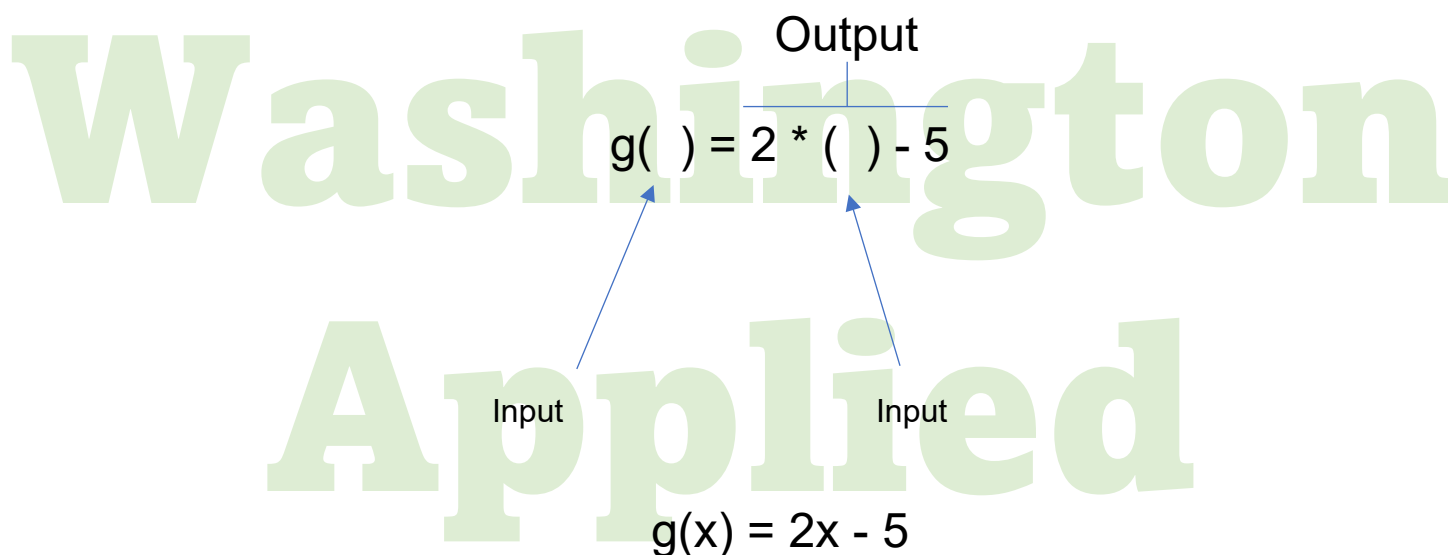 Washington
Applied
Output
g(  ) = 2 * (  ) - 5
Input
Input
g(x) = 2x - 5